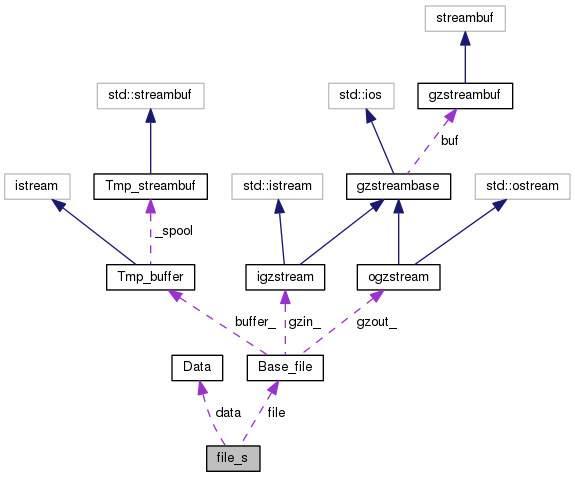 streambuf
std::streambuf
std::ios
gzstreambuf
buf
istream
Tmp_streambuf
std::istream
gzstreambase
std::ostream
_spool
Tmp_buffer
igzstream
ogzstream
buffer_
gzin_
gzout_
Data
Base_file
data
file
file_s